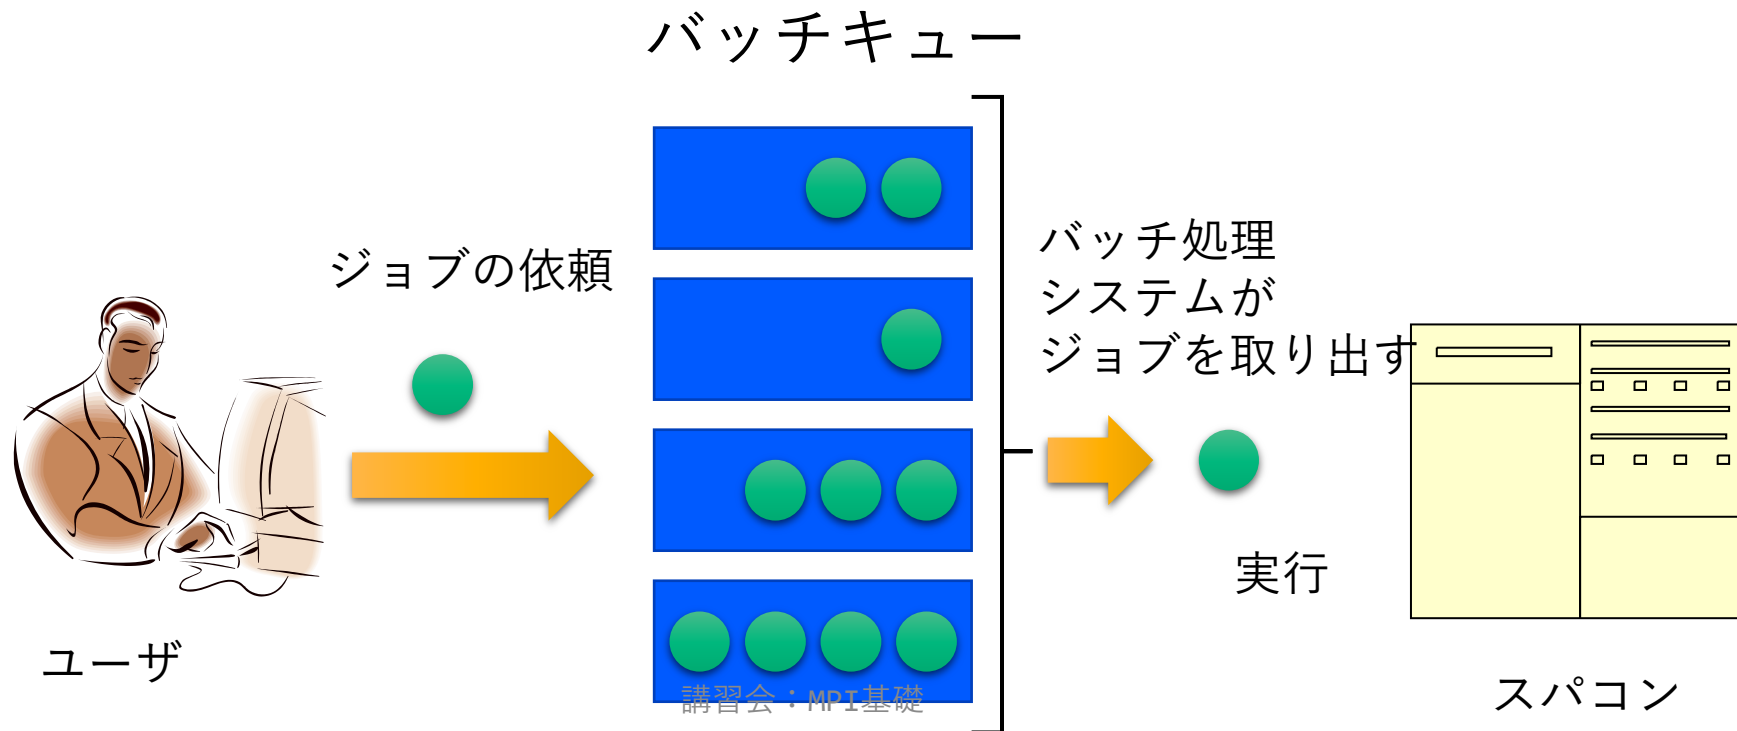 バッチキュー
ジョブの依頼
バッチ処理
システムが
ジョブを取り出す
実行
ユーザ
スパコン
講習会：MPI基礎